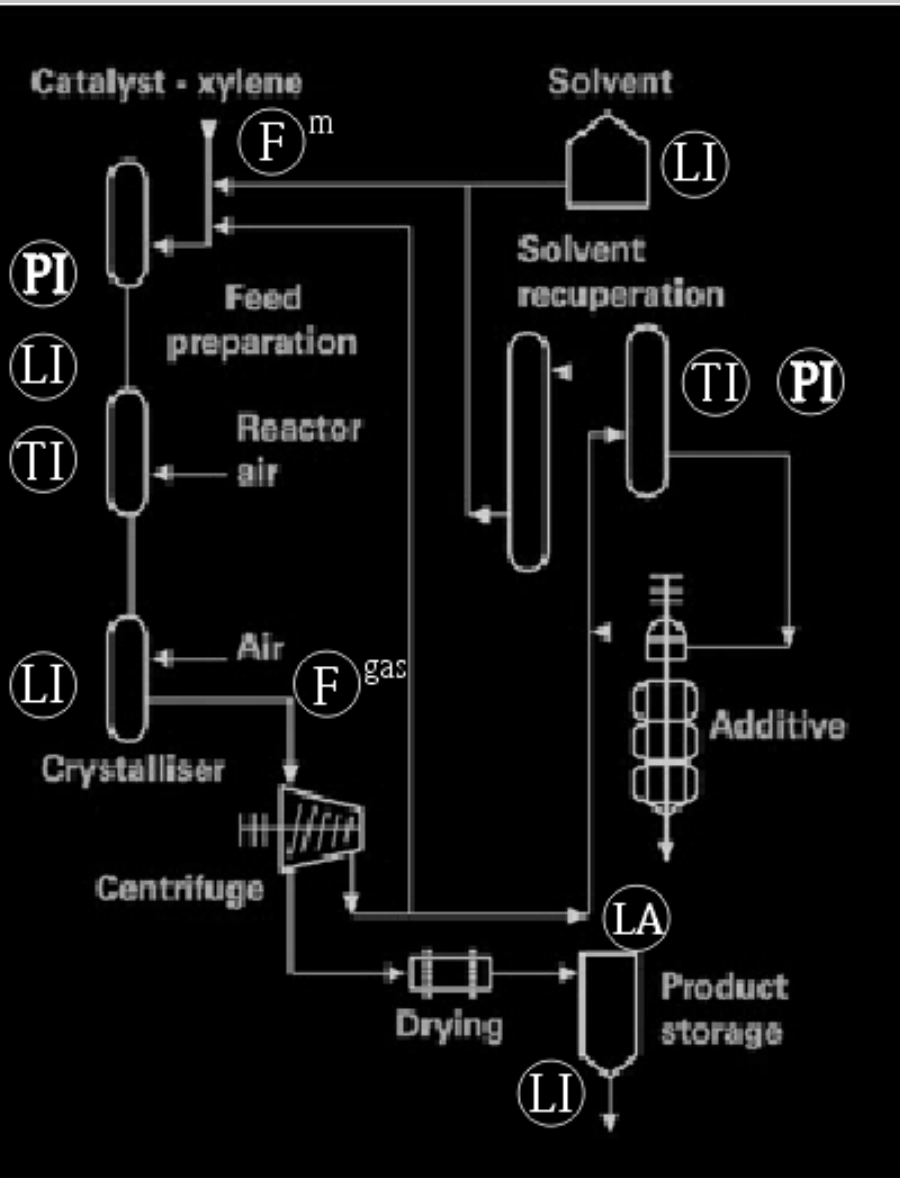 Catalyst - xylene
Solvent
F m
LI
PI
Solvent
recuperation
Feed
preparation
LI
TI
PI
Reactor
air
TI
Air
LI
F gas
Additive
Crystalliser
Centrifuge
LA
Product
storage
Drying
LI